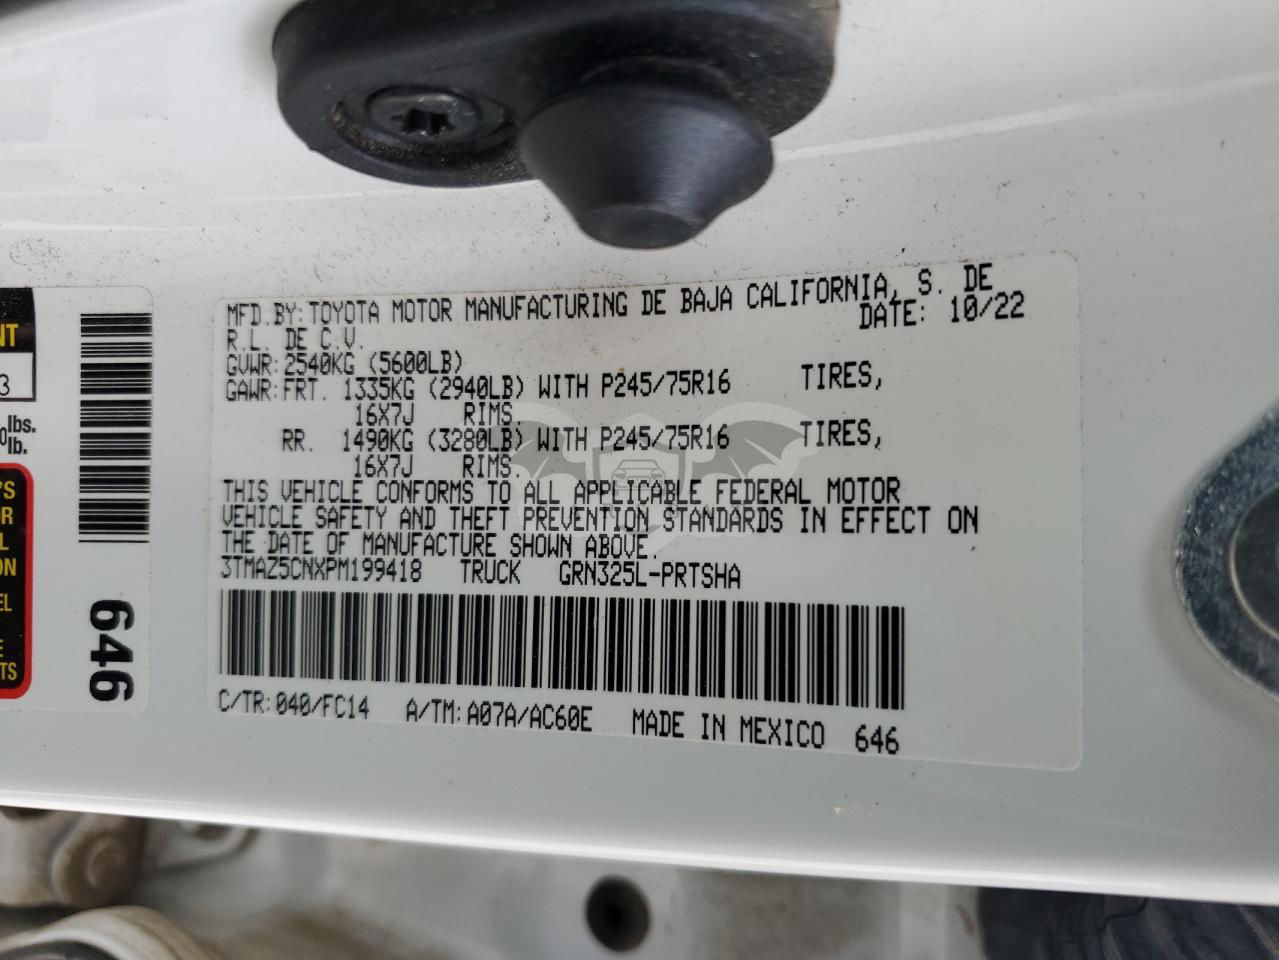 MFD.BY:TOYOTA MOTOR MANUFACTURING DE BAJA CALIFORNIA, S. DE
R.L. DE C.V. DATE: 10/22
GVWR:2540KG (5600LB)
GAWR:FRT. 1335KG (2940LB) WITH P245/75R16 TIRES,
16X7J RIMS.
RR. 1490KG (3280LB) WITH P245/75R16 TIRES,
16X7J RIMS.
THIS VEHICLE CONFORMS TO ALL APPLICABLE FEDERAL MOTOR
VEHICLE SAFETY AND THEFT PREVENTION STANDARDS IN EFFECT ON
THE DATE OF MANUFACTURE SHOWN ABOVE.
3TMAZ5CNXPM199418 TRUCK GRN325L-PRTSHA
C/TR:040/FC14 A/TM:A07A/AC60E MADE IN MEXICO 646
646
3
lbs.
lb.